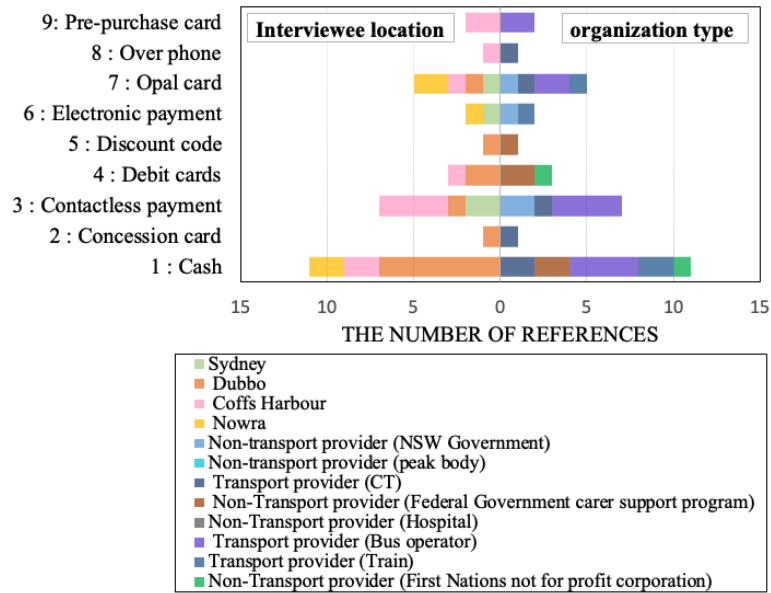 Interviewee location
organization type
9: Pre-purchase card
8 : Over phone
7 : Opal card
6 : Electronic payment
5 : Discount code
4 : Debit cards
3 : Contactless payment
2 : Concession card
1 : Cash
15 10 5 0 5 10 15
THE NUMBER OF REFERENCES
Sydney
Dubbo
Coffs Harbour
Nowra
Non-transport provider (NSW Government)
Non-transport provider (peak body)
Transport provider (CT)
Non-Transport provider (Federal Government carer support program)
Non-Transport provider (Hospital)
Transport provider (Bus operator)
Transport provider (Train)
Non-Transport provider (First Nations not for profit corporation)